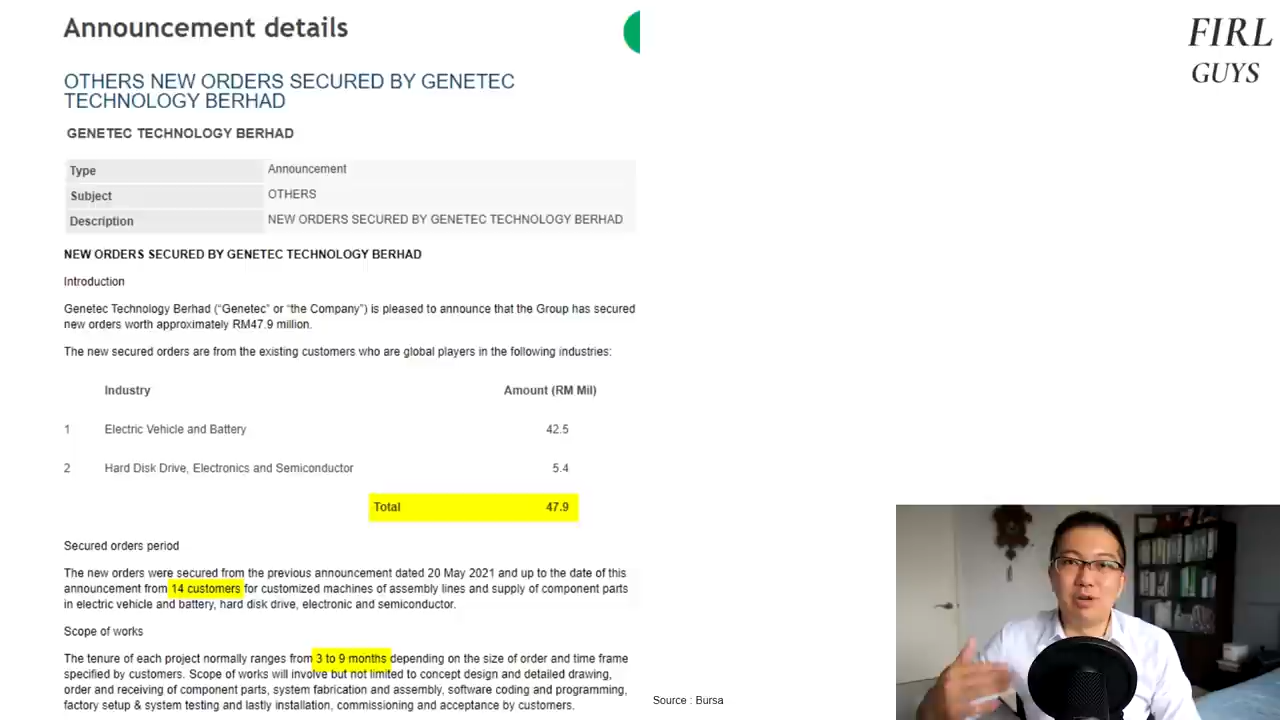 Announcement details
FIRL
GUYS
OTHERS NEW ORDERS SECURED BY GENETEC
TECHNOLOGY BERHAD
GENETEC TECHNOLOGY BERHAD
Type Announcement
Subject OTHERS
Description NEW ORDERS SECURED BY GENETEC TECHNOLOGY BERHAD
NEW ORDERS SECURED BY GENETEC TECHNOLOGY BERHAD
Introduction
Genetec Technology Berhad (“Genetec” or “the Company”) is pleased to announce that the Group has secured
new orders worth approximately RM47.9 million.
The new secured orders are from the existing customers who are global players in the following industries:
Industry Amount (RM Mil)
1 Electric Vehicle and Battery 42.5
2 Hard Disk Drive, Electronics and Semiconductor 5.4
Total 47.9
Secured orders period
The new orders were secured from the previous announcement dated 20 May 2021 and up to the date of this
announcement from 14 customers for customized machines of assembly lines and supply of component parts
in electric vehicle and battery, hard disk drive, electronic and semiconductor.
Scope of works
The tenure of each project normally ranges from 3 to 9 months depending on the size of order and time frame
specified by customers. Scope of works will involve but not limited to concept design and detailed drawing,
order and receiving of component parts, system fabrication and assembly, software coding and programming,
factory setup & system testing and lastly installation, commissioning and acceptance by customers.
Source : Bursa